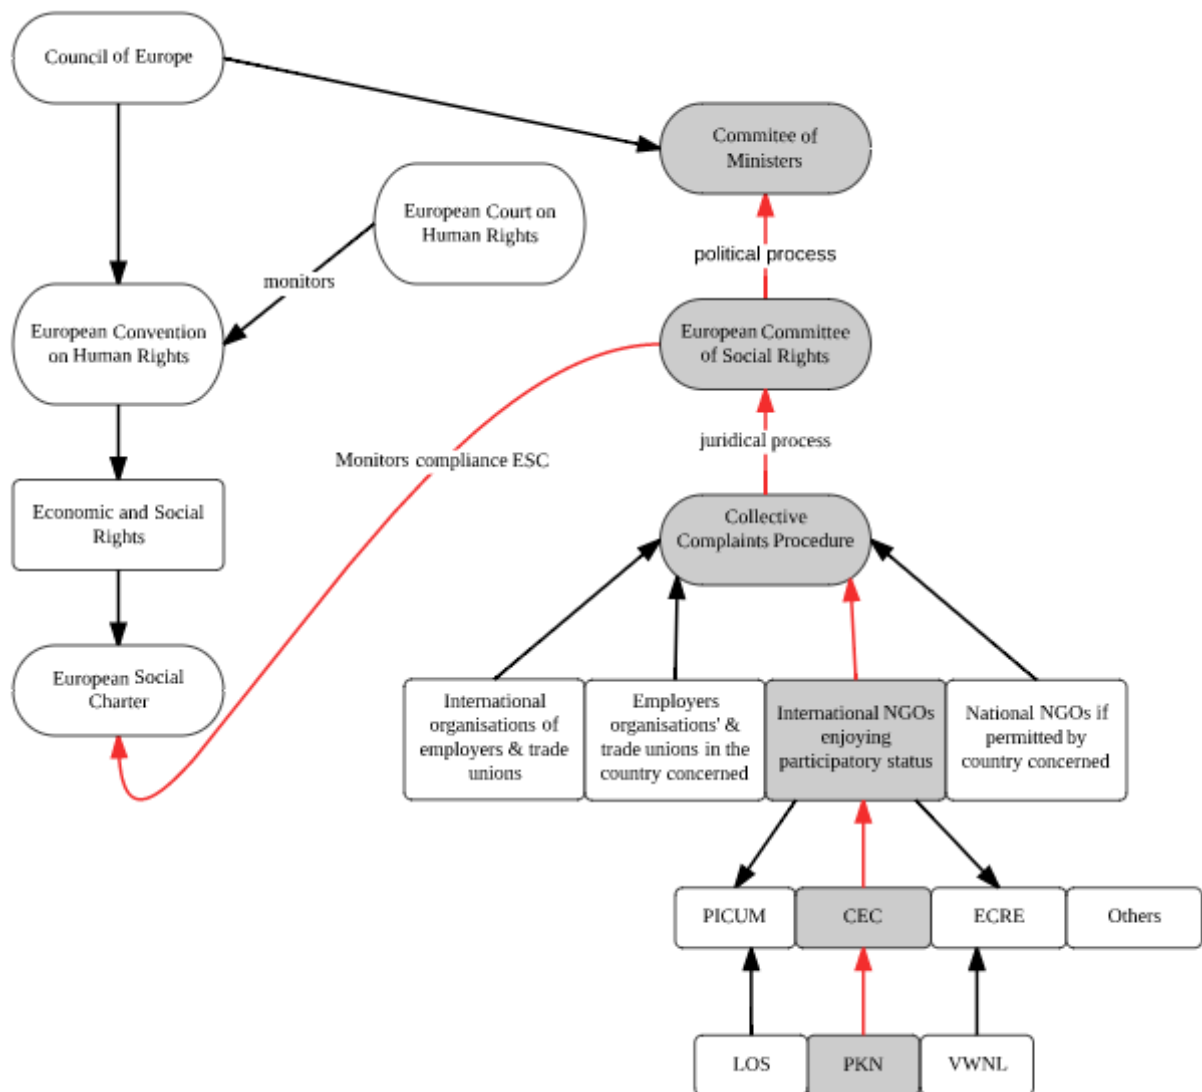 Council of Europe
Commitee of
Ministers
European Court on
Human Rights
political process
monitors
European Convention
on Human Rights
European Committee
of Social Rights
juridical process
Monitors compliance ESC
Economic and Social
Rights
Collective
Complaints Procedure
European Social
Charter
International
organisations of
employers & trade
unions
Employers
organisations' &
trade unions in the
country concerned
International NGOs
enjoying
participatory status
National NGOs if
permitted by
country concerned
PICUM
CEC
ECRE
Others
LOS
PKN
VWNL